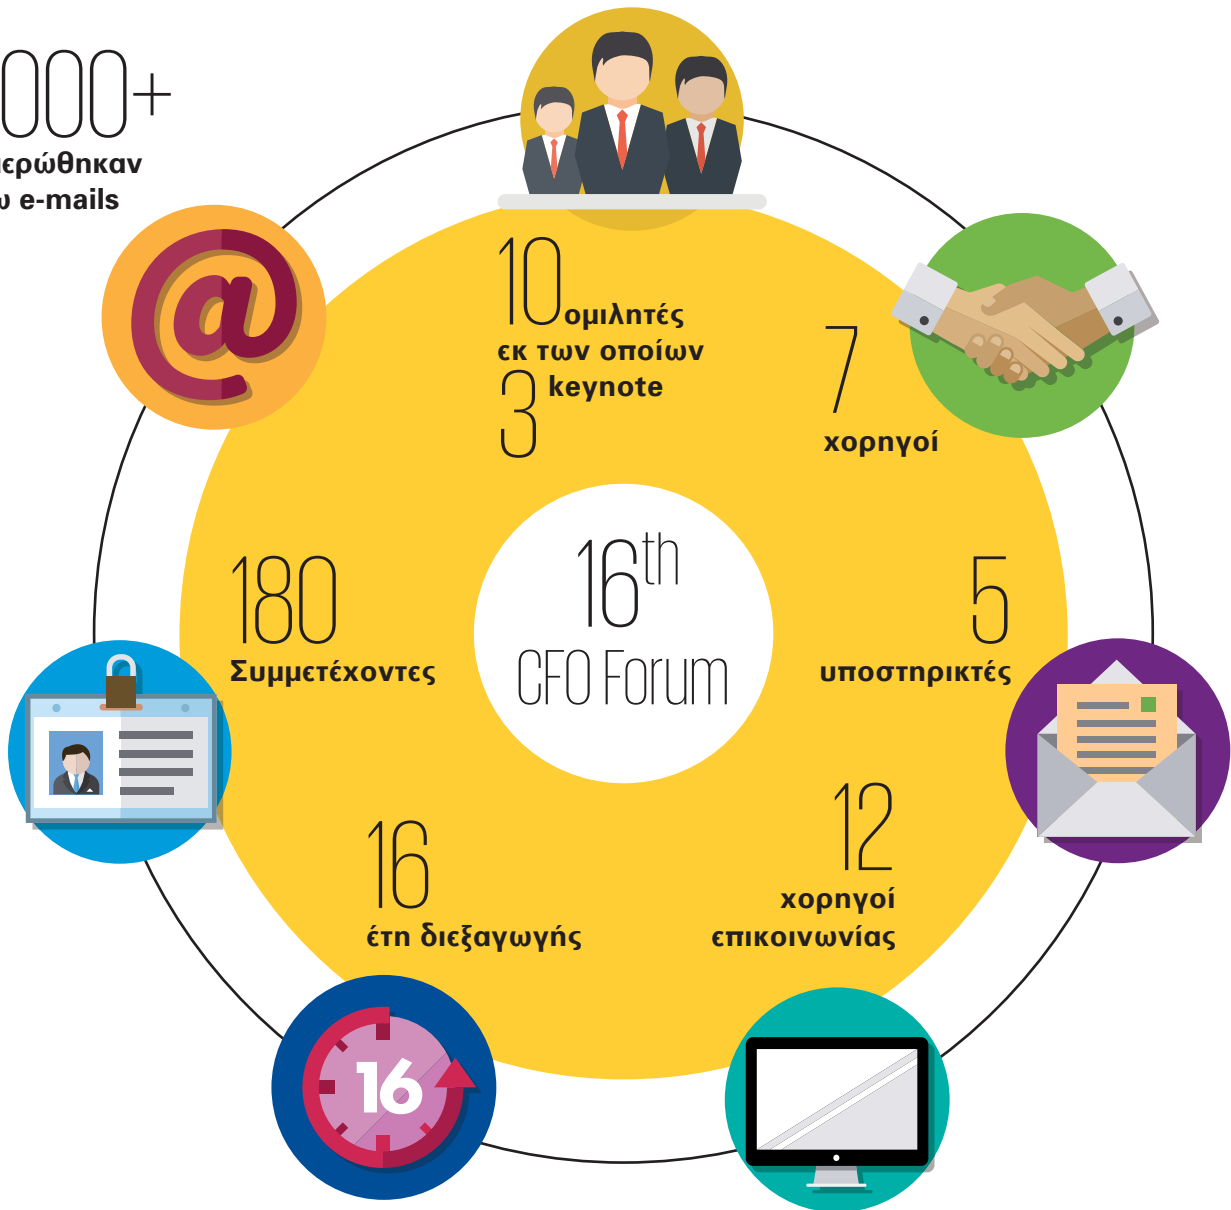 000+
e-mails
10 ομιλητές
εκ των οποίων
3 keynote
7
χορηγοί
180
Συμμετέχοντες
16th
CFO Forum
5
υποστηρικτές
16
έτη διεξαγωγής
12
χορηγοί
επικοινωνίας
16